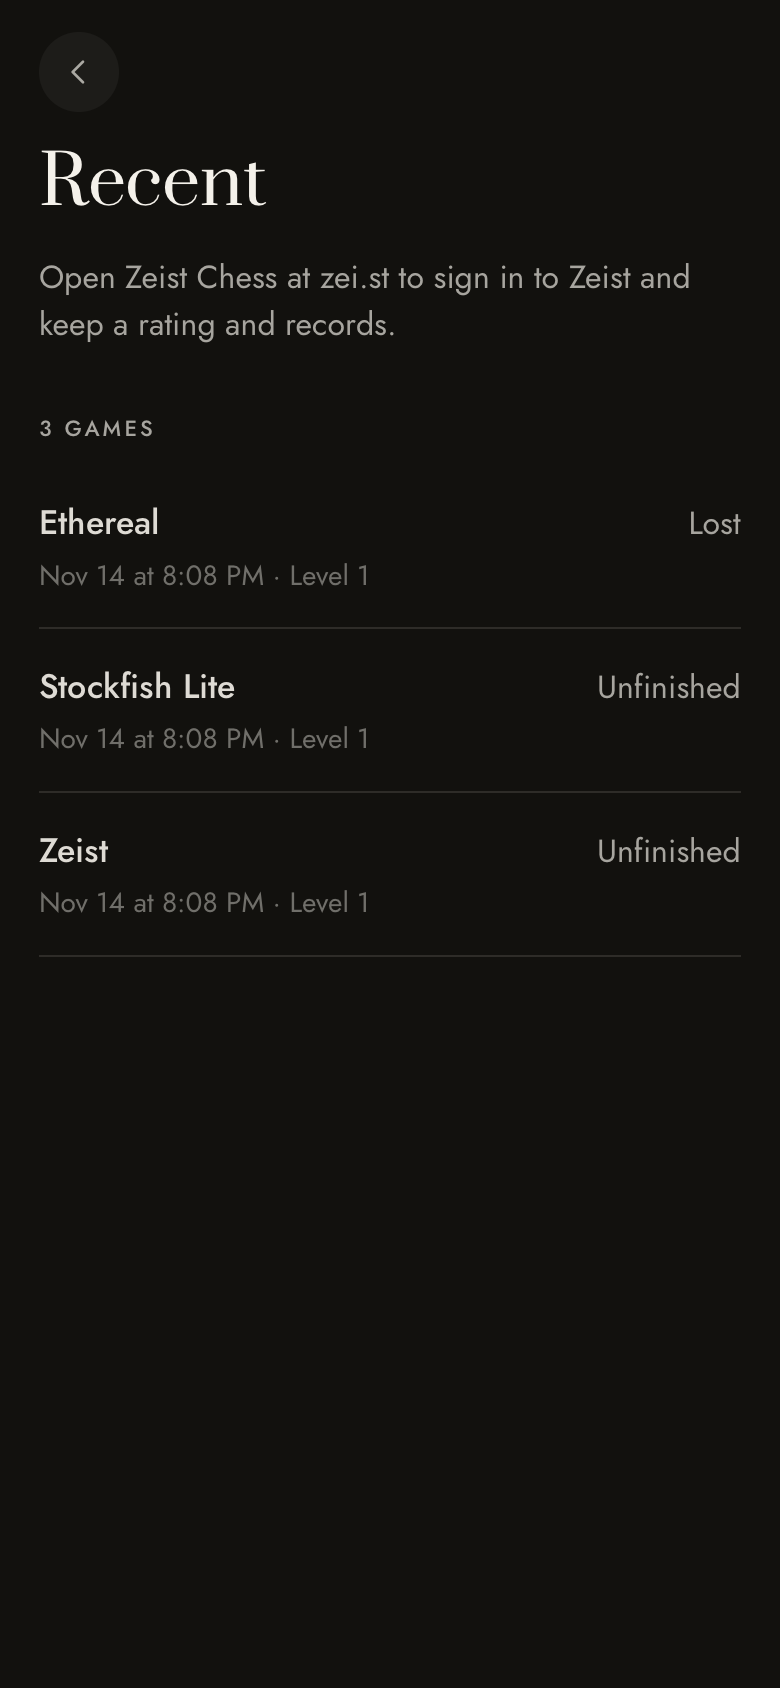 Recent
Open Zeist Chess at zei.st to sign in to Zeist and
keep a rating and records.
3 GAMES
Ethereal
Lost
Nov 14 at 8:08 PM · Level 1
Stockfish Lite
Unfinished
Nov 14 at 8:08 PM · Level 1
Zeist
Unfinished
Nov 14 at 8:08 PM · Level 1